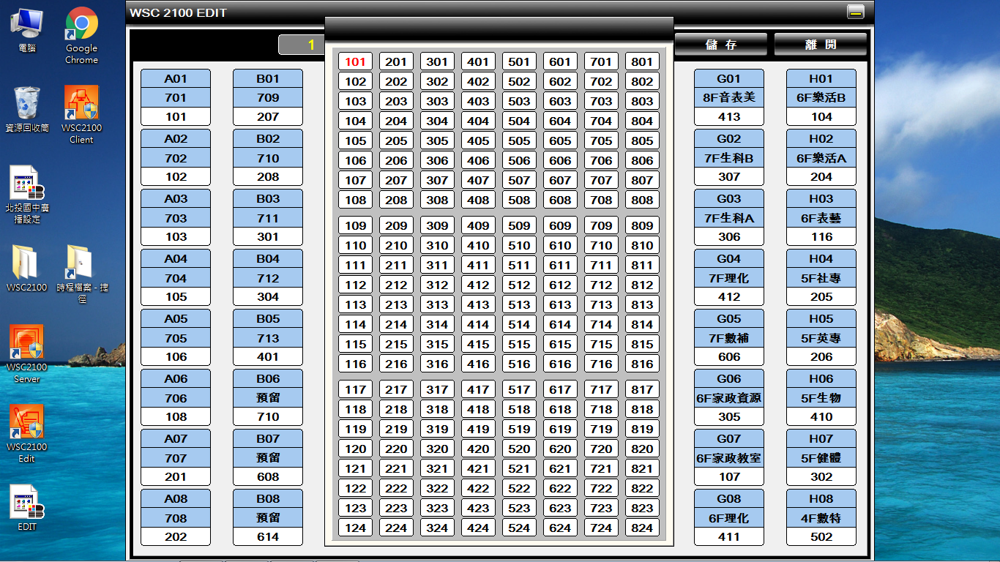 電腦
Google
Chrome
資源回收筒
WSC2100
Client
北投國中廣
播設定
WSC2100
時程檔案 - 捷
徑
WSC2100
Server
WSC2100
Edit
EDIT
WSC 2100 EDIT
1
儲 存
離 開
A01
701
101
A02
702
102
A03
703
103
A04
704
105
A05
705
106
A06
706
108
A07
707
201
A08
708
202
B01
709
207
B02
710
208
B03
711
301
B04
712
304
B05
713
401
B06
預留
710
B07
預留
608
B08
預留
614
101 201 301 401 501 601 701 801
102 202 302 402 502 602 702 802
103 203 303 403 503 603 703 803
104 204 304 404 504 604 704 804
105 205 305 405 505 605 705 805
106 206 306 406 506 606 706 806
107 207 307 407 507 607 707 807
108 208 308 408 508 608 708 808
109 209 309 409 509 609 709 809
110 210 310 410 510 610 710 810
111 211 311 411 511 611 711 811
112 212 312 412 512 612 712 812
113 213 313 413 513 613 713 813
114 214 314 414 514 614 714 814
115 215 315 415 515 615 715 815
116 216 316 416 516 616 716 816
117 217 317 417 517 617 717 817
118 218 318 418 518 618 718 818
119 219 319 419 519 619 719 819
120 220 320 420 520 620 720 820
121 221 321 421 521 621 721 821
122 222 322 422 522 622 722 822
123 223 323 423 523 623 723 823
124 224 324 424 524 624 724 824
G01
8F音表美
413
G02
7F生科B
307
G03
7F生科A
306
G04
7F理化
412
G05
7F數補
606
G06
6F家政資源
305
G07
6F家政教室
107
G08
6F理化
411
H01
6F樂活B
104
H02
6F樂活A
204
H03
6F表藝
116
H04
5F社專
205
H05
5F英專
206
H06
5F生物
410
H07
5F健體
302
H08
4F數特
502